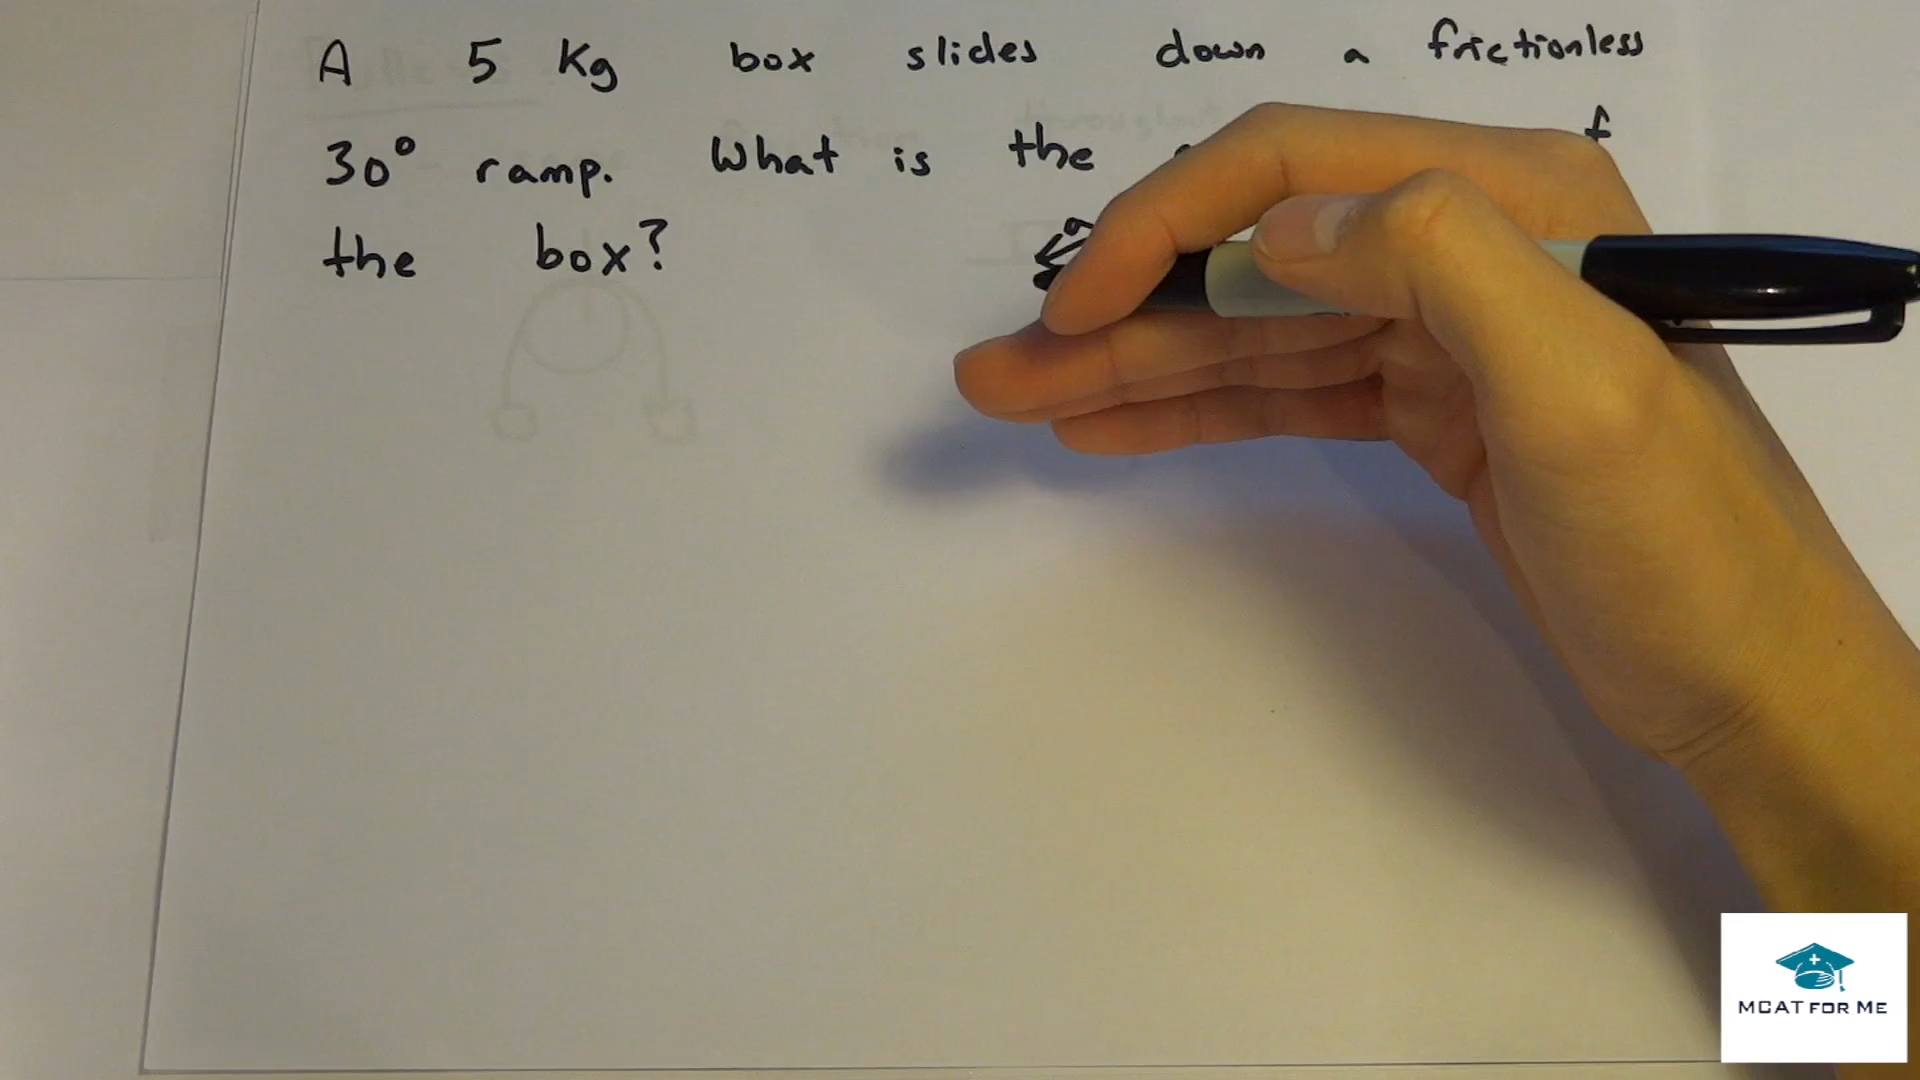 A 5 Kg box slides down a frictionless
30° ramp. What is the
the box?
a
MCAT FOR ME